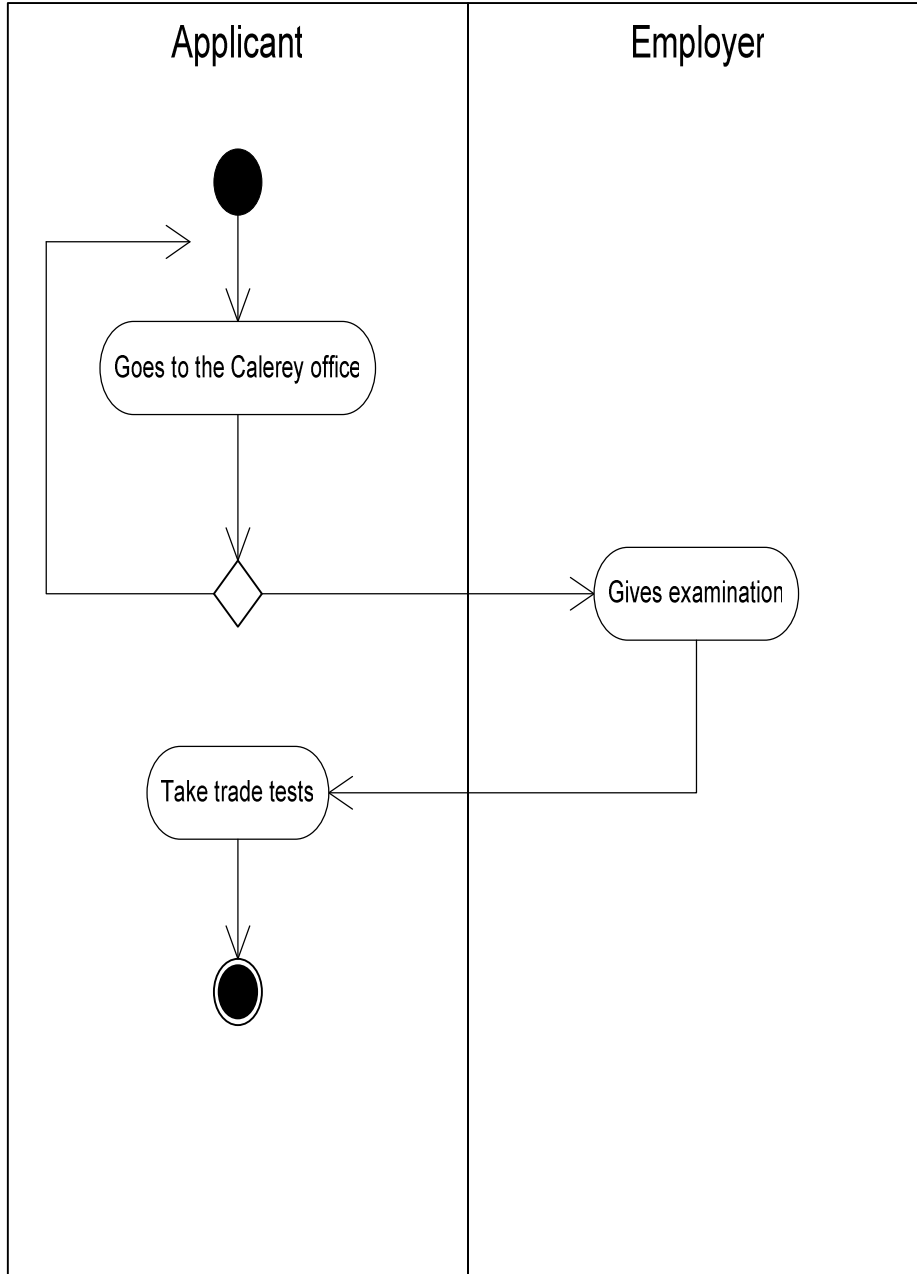 Applicant
Employer
Goes to the Calerey office
Gives examination
Take trade tests